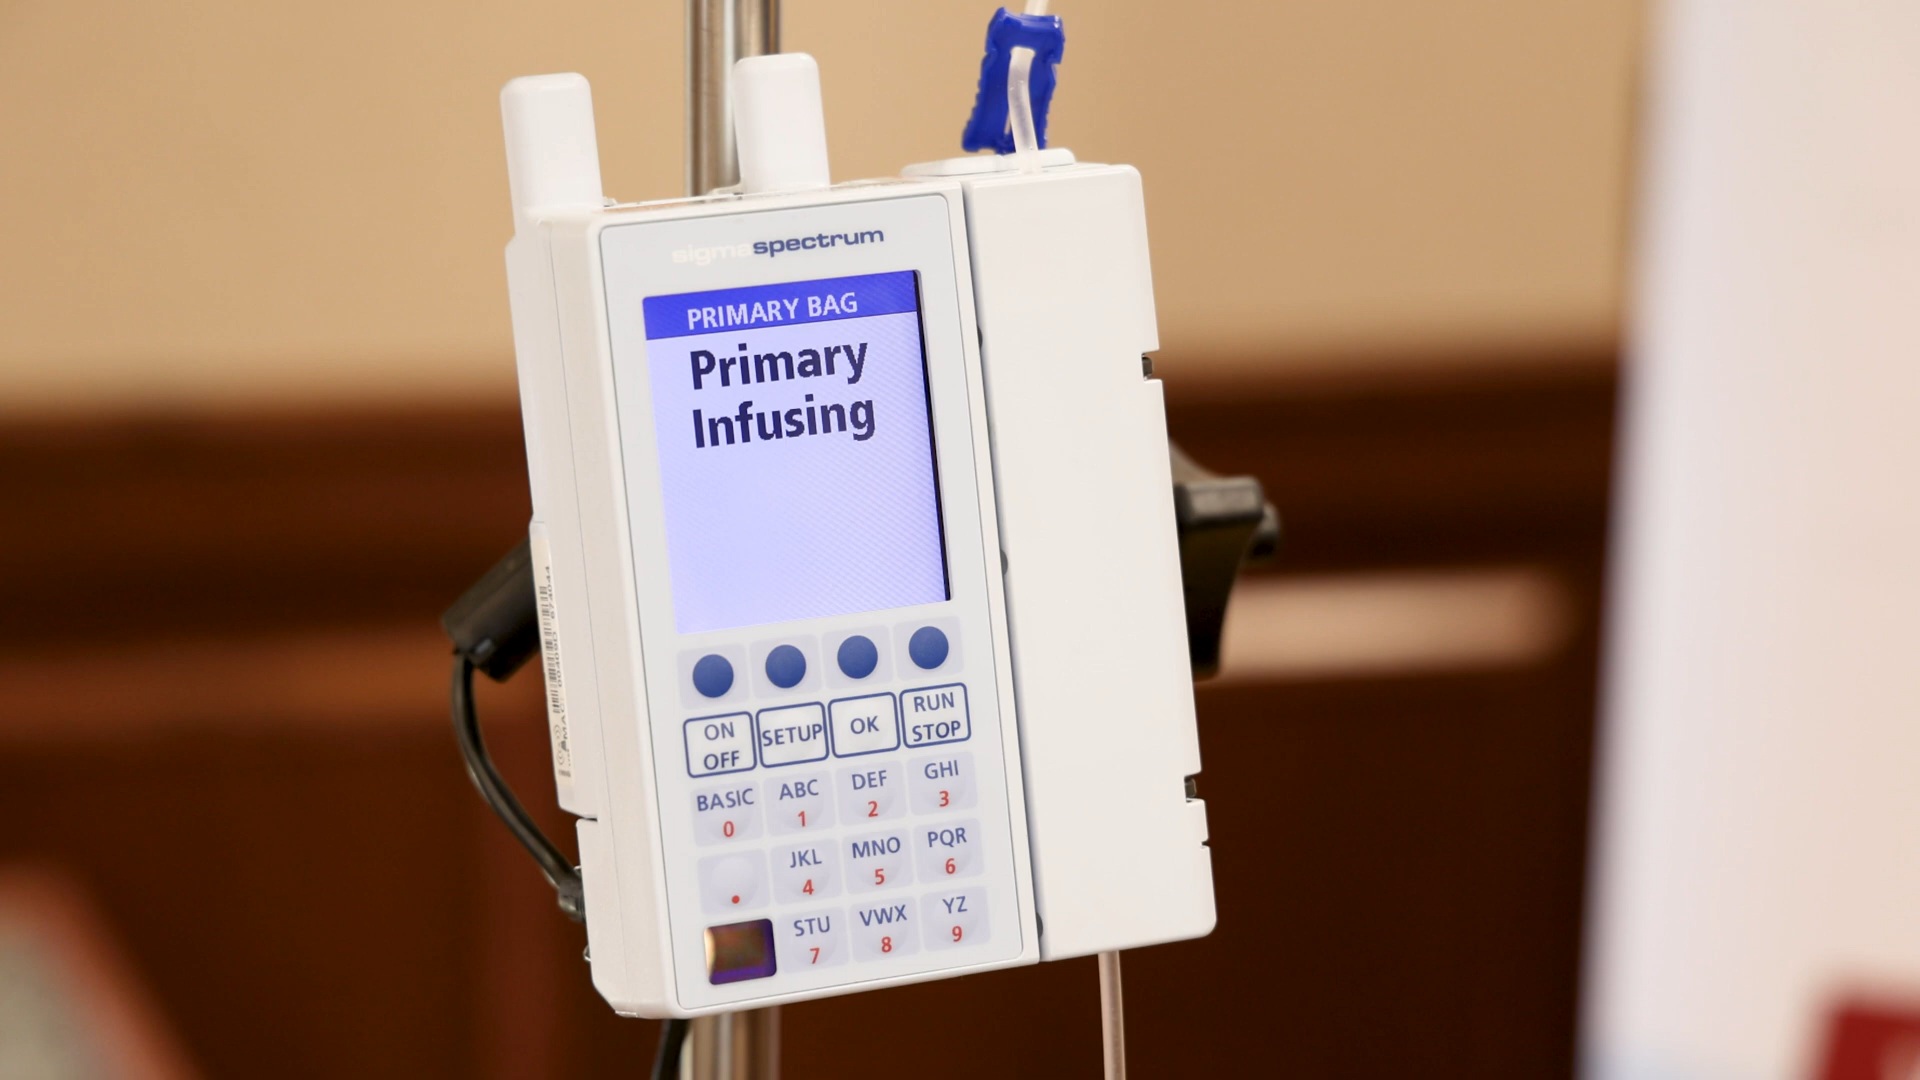 sigmaspectrum
PRIMARY BAG
Primary
Infusing
ON
OFF
SETUP
OK
RUN
STOP
BASIC
0
ABC
1
DEF
2
GHI
3
.
JKL
4
MNO
5
PQR
6
STU
7
VWX
8
YZ
9